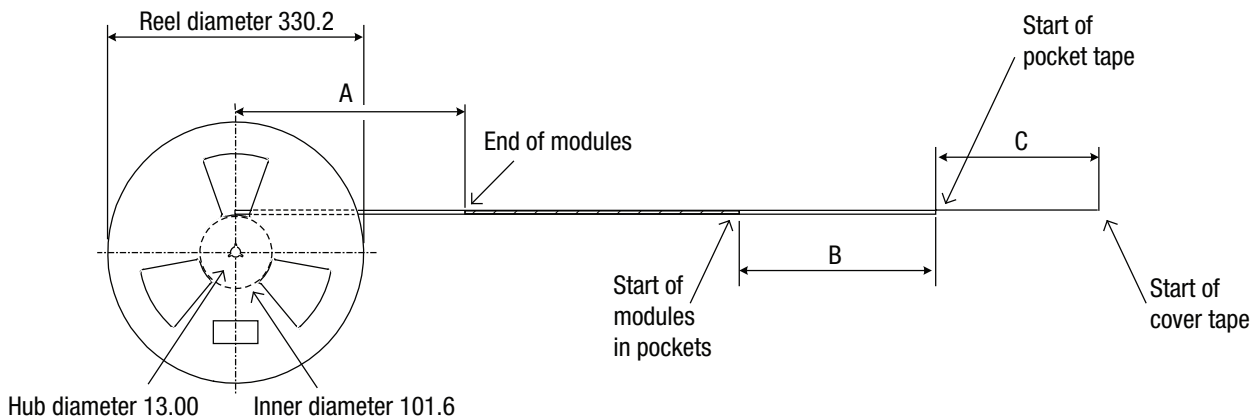 Reel diameter 330.2
Start of
pocket tape
A
End of modules
C
B
Start of
modules
in pockets
Start of
cover tape
Hub diameter 13.00
Inner diameter 101.6